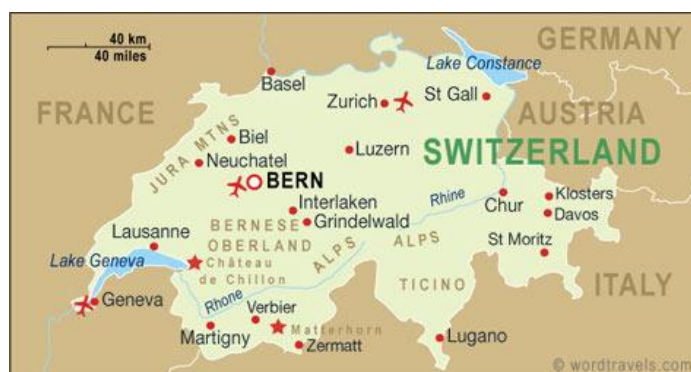 40 km
40 miles
GERMANY
Lake Constance
Basel
Zurich
St Gall
FRANCE
AUSTRIA
Biel
JURA MTNS
Luzern
SWITZERLAND
Neuchatel
BERN
Rhine
Klosters
Chur
Davos
Interlaken
Grindelwald
BERNESE
OBERLAND
ALPS
ALPS
Lausanne
St Moritz
Lake Geneva
Château
de Chillon
TICINO
ITALY
Geneva
Rhone
Verbier
Matterhorn
Martigny
Zermatt
Lugano
© wordtravels.com